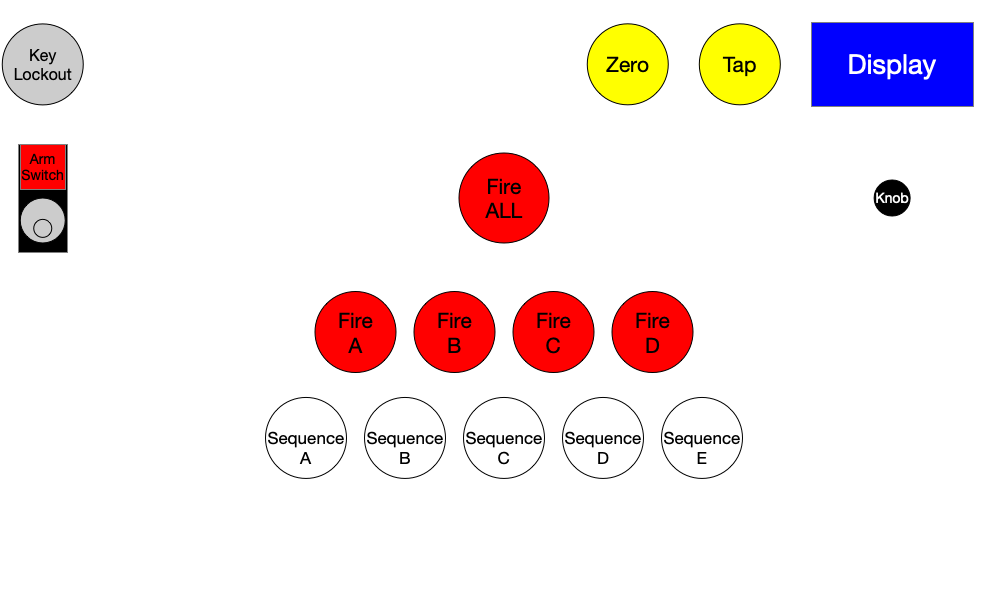 Key
Lockout
Zero
Tap
Display
Arm
Switch
Fire
ALL
Knob
Fire
A
Fire
B
Fire
C
Fire
D
Sequence
A
Sequence
B
Sequence
C
Sequence
D
Sequence
E